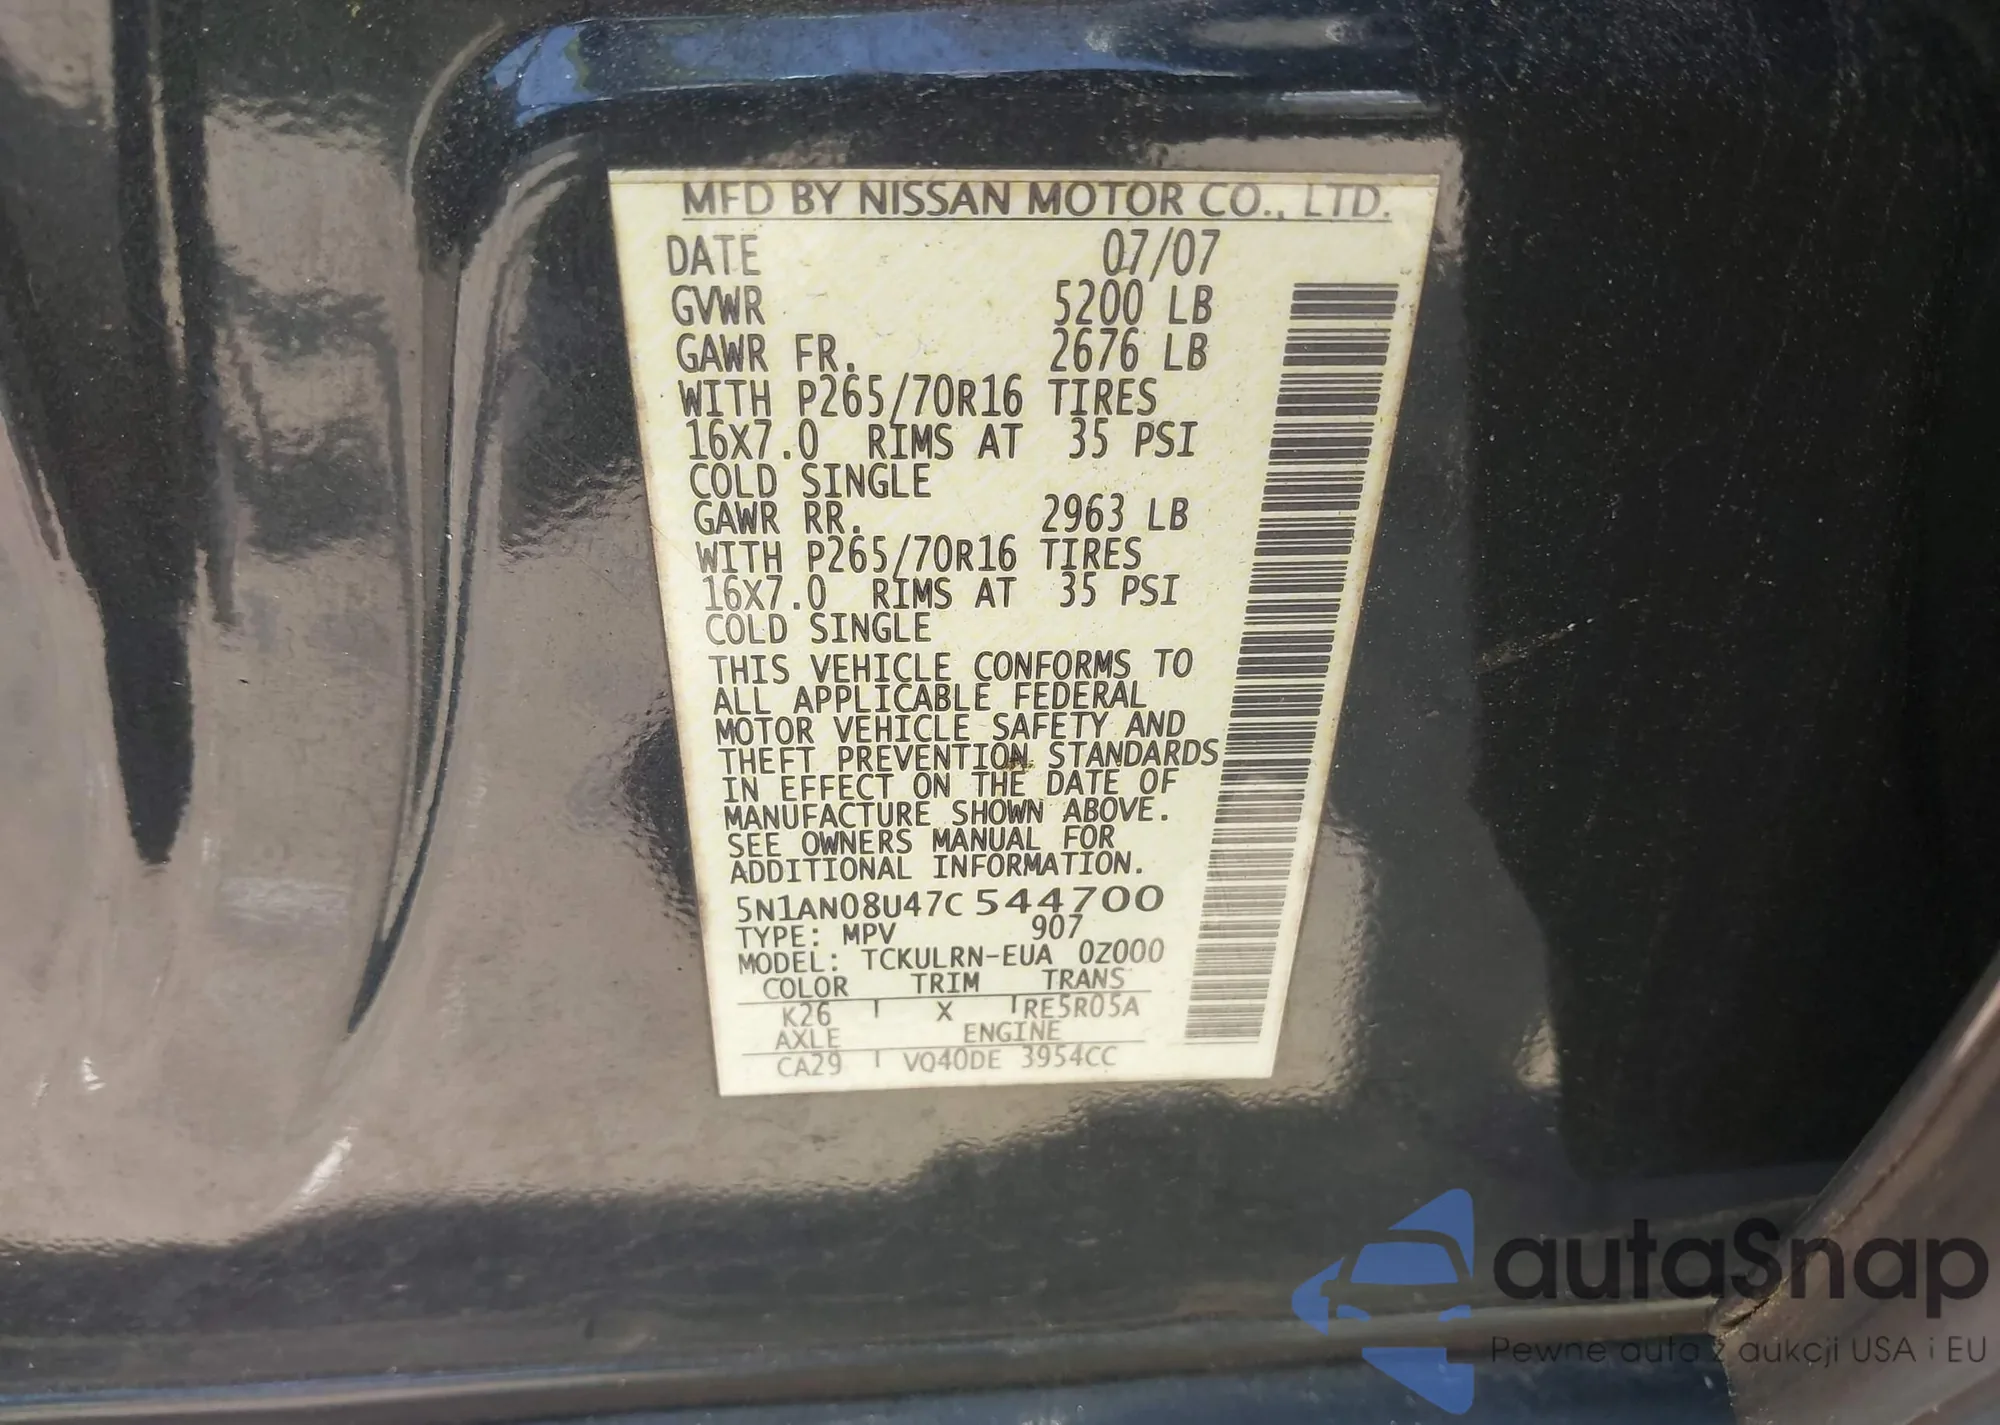 MFD BY NISSAN MOTOR CO., LTD.
DATE 07/07
GVWR 5200 LB
GAWR FR. 2676 LB
WITH P265/70R16 TIRES
16X7.0 RIMS AT 35 PSI
COLD SINGLE
GAWR RR. 2963 LB
WITH P265/70R16 TIRES
16X7.0 RIMS AT 35 PSI
COLD SINGLE
THIS VEHICLE CONFORMS TO
ALL APPLICABLE FEDERAL
MOTOR VEHICLE SAFETY AND
THEFT PREVENTION STANDARDS
IN EFFECT ON THE DATE OF
MANUFACTURE SHOWN ABOVE.
SEE OWNERS MANUAL FOR
ADDITIONAL INFORMATION.
5N1AN08U47C544700
TYPE: MPV 907
MODEL: TCKULRN-EUA 0Z000
COLOR TRIM TRANS
K26 X RE5R05A
AXLE ENGINE
CA29 VQ40DE 3954CC
autaSnap
Pewne auta z aukcji USA i EU